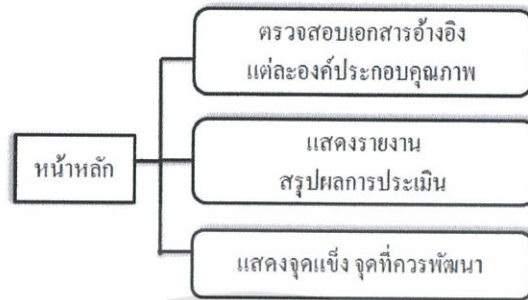 ตรวจสอบเอกสารอ้างอิง
แต่ละองค์ประกอบคุณภาพ
หน้าหลัก
แสดงรายงาน
สรุปผลการประเมิน
แสดงจุดแข็ง จุดที่ควรพัฒนา